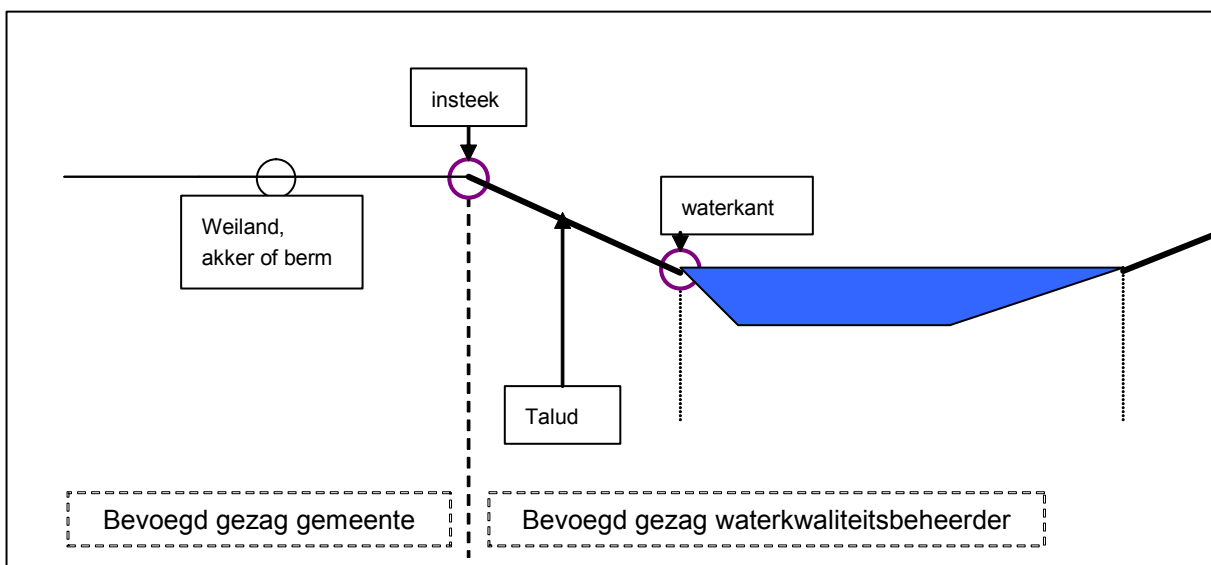 insteek
waterkant
Weiland,
akker of berm
Talud
Bevoegd gezag gemeente
Bevoegd gezag waterkwaliteitsbeheerder